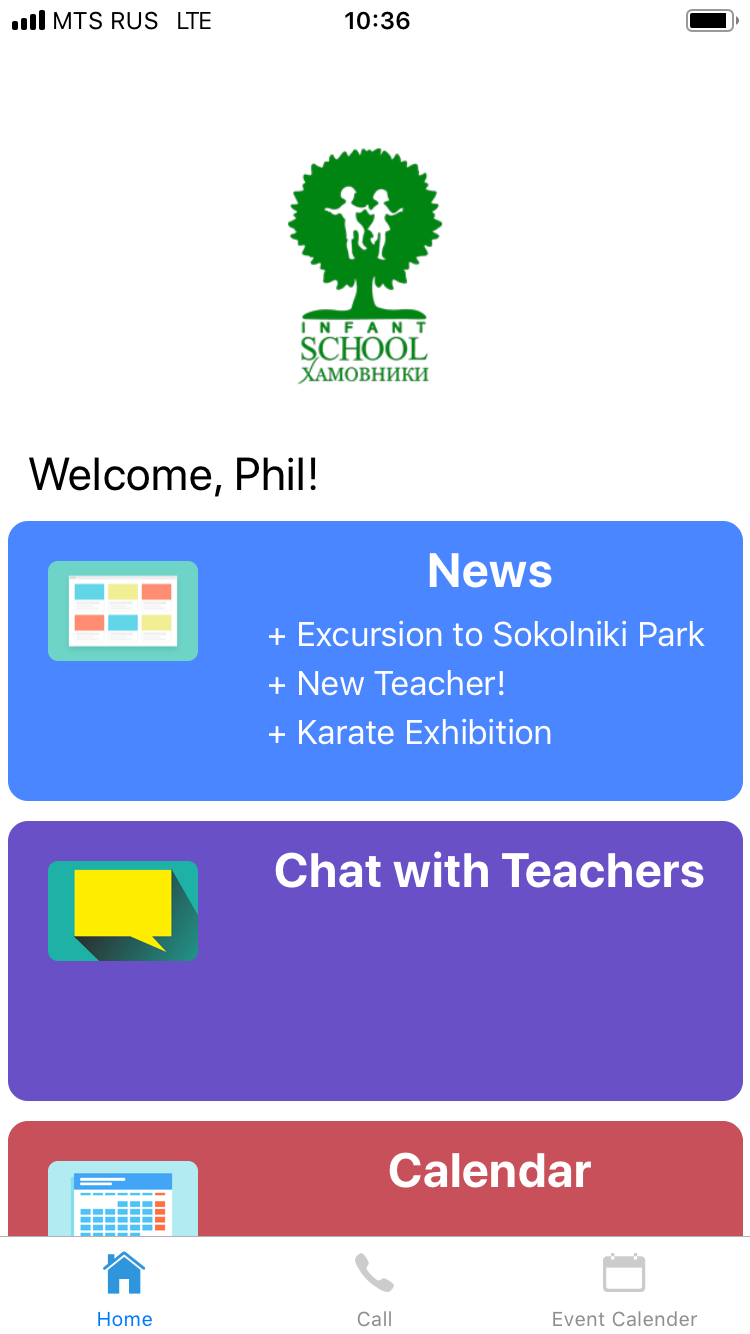 MTS RUS LTE 10:36
INFANT
SCHOOL
ХАМОВНИКИ
Welcome, Phil!
News
+ Excursion to Sokolniki Park
+ New Teacher!
+ Karate Exhibition
Chat with Teachers
Calendar
Home Call Event Calender